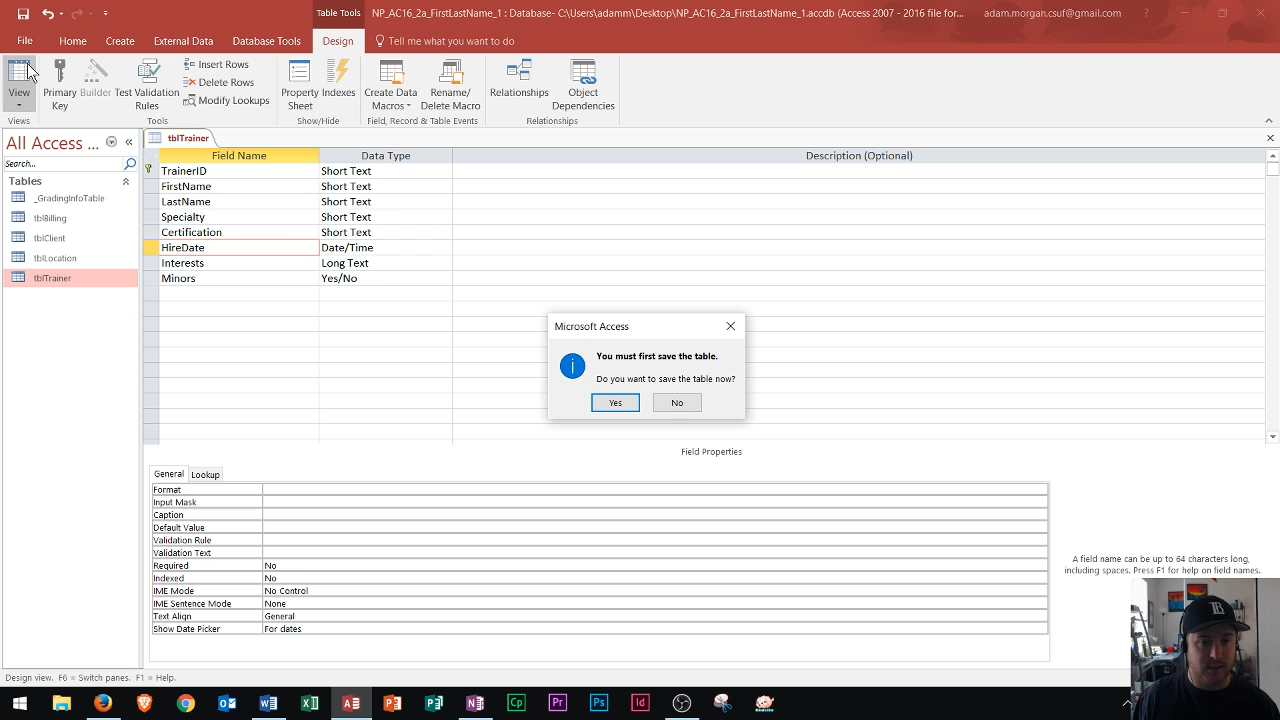 Table Tools
NP_AC16_2a_FirstLastName_1 : Database- C:\Users\adamm\Desktop\NP_AC16_2a_FirstLastName_1.accdb (Access 2007 - 2016 file for...
adam.morgan.csuf@gmail.com
File Home Create External Data Database Tools Design Tell me what you want to do
View
Primary Key
Builder
Test Validation Rules
Insert Rows
Delete Rows
Modify Lookups
Property Sheet
Indexes
Create Data Macros
Rename/ Delete Macro
Relationships
Object Dependencies
Views Tools Show/Hide Field, Record & Table Events Relationships
All Access ...
Search...
Tables
_GradingInfoTable
tblBilling
tblClient
tblLocation
tblTrainer
tblTrainer
Field Name Data Type Description (Optional)
TrainerID Short Text
FirstName Short Text
LastName Short Text
Specialty Short Text
Certification Short Text
HireDate Date/Time
Interests Long Text
Minors Yes/No
Microsoft Access
You must first save the table.
Do you want to save the table now?
Yes No
Field Properties
General Lookup
Format
Input Mask
Caption
Default Value
Validation Rule
Validation Text
Required No
Indexed No
IME Mode No Control
IME Sentence Mode None
Text Align General
Show Date Picker For dates
A field name can be up to 64 characters long,
including spaces. Press F1 for help on field names.
Design view. F6 = Switch panes. F1 = Help.
Cp Pr Ps Id